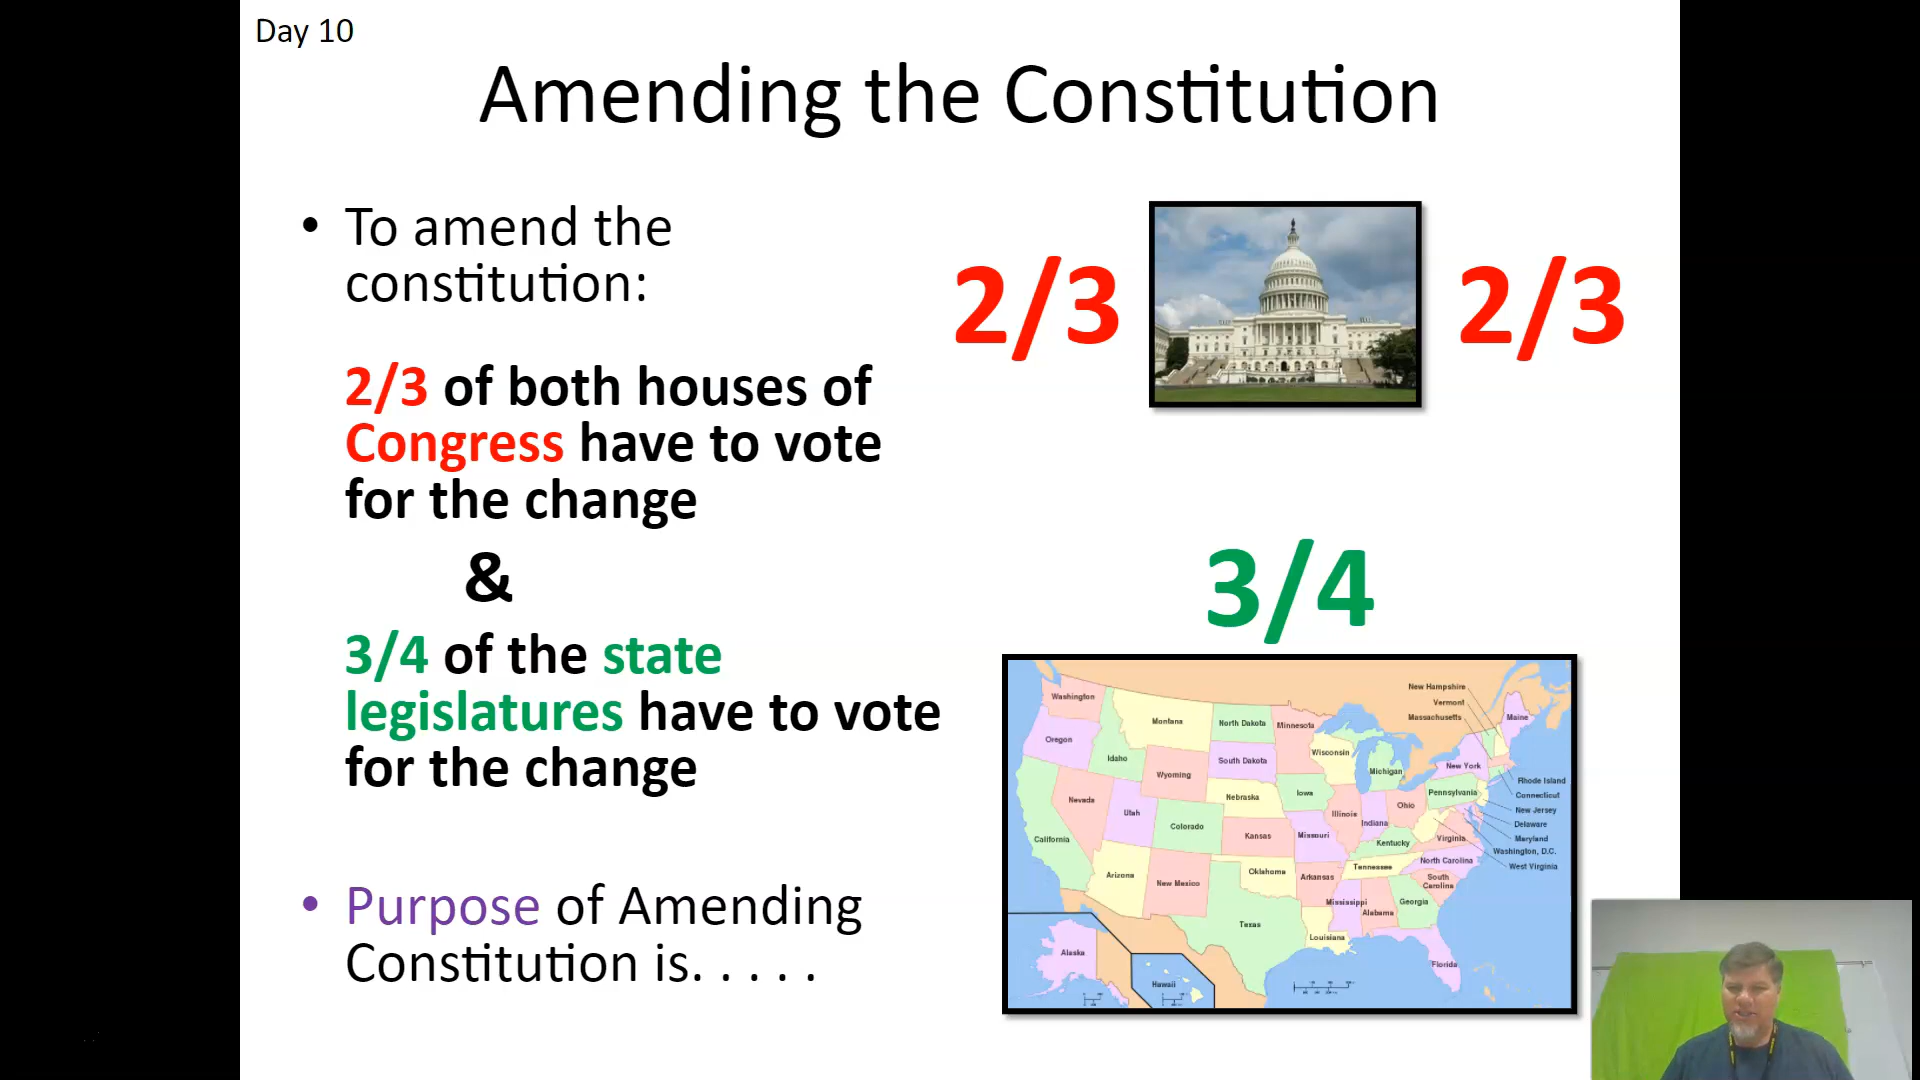 Day 10
Amending the Constitution
• To amend the
constitution:
2/3 of both houses of
Congress have to vote
for the change
&
3/4 of the state
legislatures have to vote
for the change
• Purpose of Amending
Constitution is. . . . .
2/3
2/3
3/4
Washington
Montana
North Dakota
Minnesota
New Hampshire
Vermont
Massachusetts
Maine
Oregon
Idaho
Wyoming
South Dakota
Wisconsin
Michigan
New York
Rhode Island
Connecticut
New Jersey
Delaware
Maryland
Washington, D.C.
West Virginia
Nevada
Utah
Colorado
Nebraska
Iowa
Illinois
Indiana
Ohio
Pennsylvania
California
Kansas
Missouri
Kentucky
Virginia
Arizona
New Mexico
Oklahoma
Arkansas
Tennessee
North Carolina
South
Carolina
Texas
Louisiana
Mississippi
Alabama
Georgia
Florida
Alaska
Hawaii